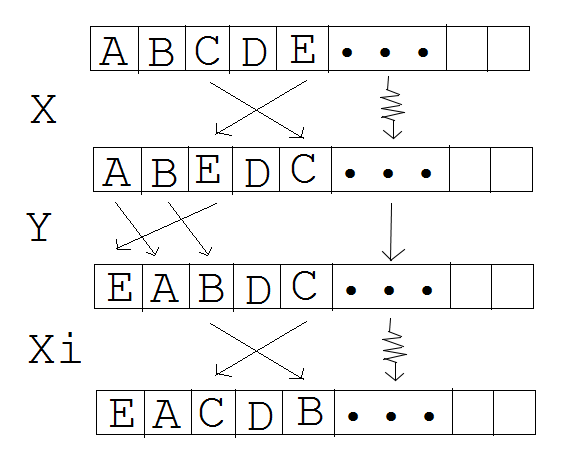 A B C D E • • •
X
A B E D C • • •
Y
E A B D C • • •
Xi
E A C D B • • •